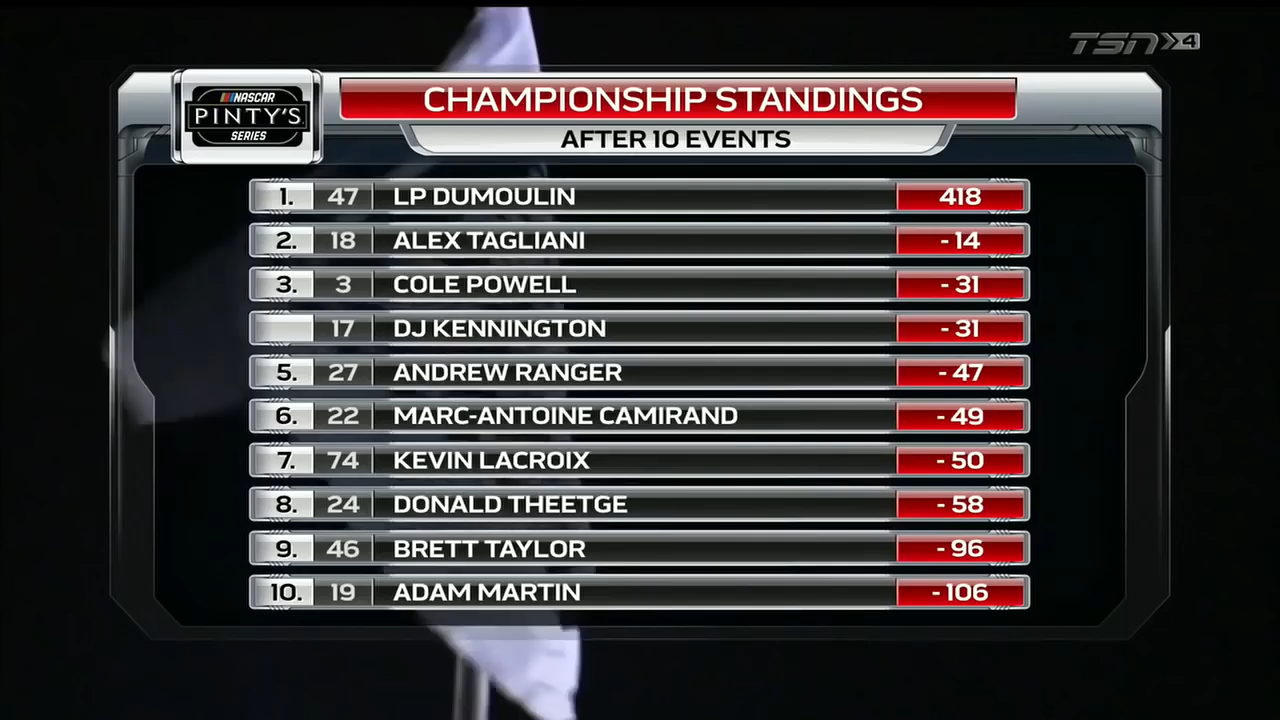 TSN 4
NASCAR
PINTY'S
SERIES
CHAMPIONSHIP STANDINGS
AFTER 10 EVENTS
1. 47 LP DUMOULIN 418
2. 18 ALEX TAGLIANI - 14
3. 3 COLE POWELL - 31
17 DJ KENNINGTON - 31
5. 27 ANDREW RANGER - 47
6. 22 MARC-ANTOINE CAMIRAND - 49
7. 74 KEVIN LACROIX - 50
8. 24 DONALD THEETGE - 58
9. 46 BRETT TAYLOR - 96
10. 19 ADAM MARTIN - 106